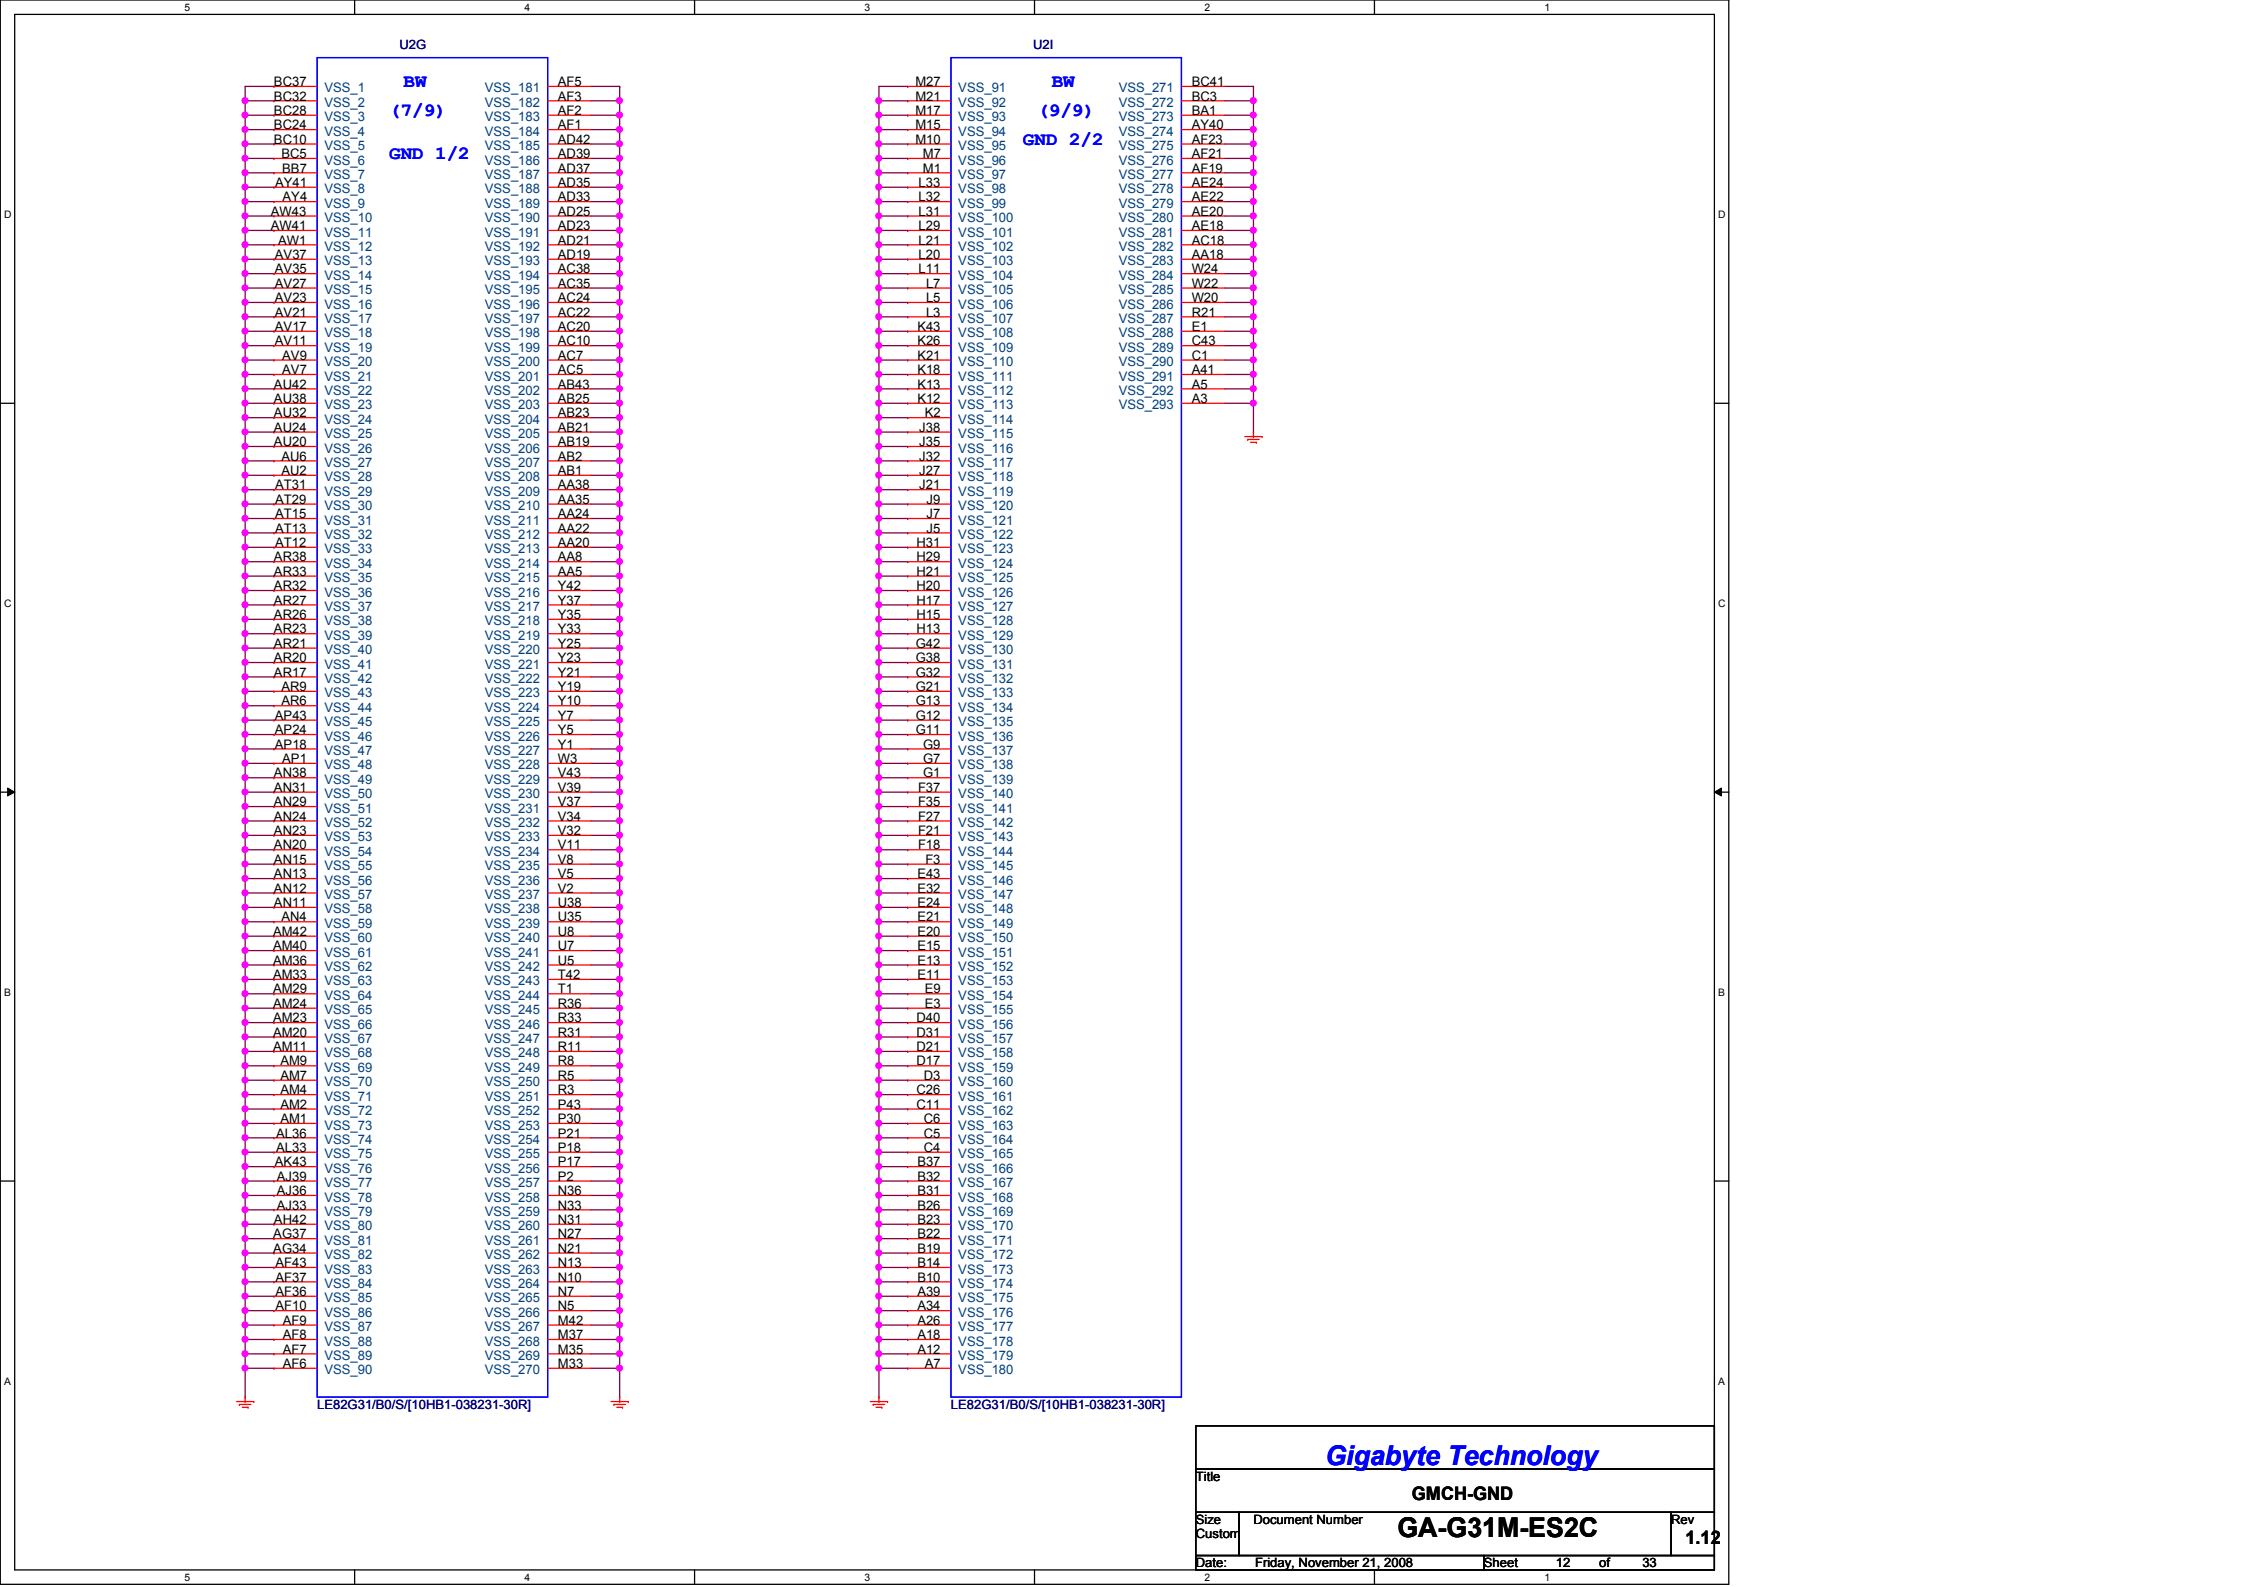 5 4 3 2 1
U2G
BW
(7/9)
GND 1/2
BC37 VSS_1 VSS_181 AF5
BC32 VSS_2 VSS_182 AF3
BC28 VSS_3 VSS_183 AF2
BC24 VSS_4 VSS_184 AF1
BC10 VSS_5 VSS_185 AD42
BC5 VSS_6 VSS_186 AD39
BB7 VSS_7 VSS_187 AD37
AY41 VSS_8 VSS_188 AD35
AY4 VSS_9 VSS_189 AD33
AW43 VSS_10 VSS_190 AD25
AW41 VSS_11 VSS_191 AD23
AW1 VSS_12 VSS_192 AD21
AV37 VSS_13 VSS_193 AD19
AV35 VSS_14 VSS_194 AC38
AV27 VSS_15 VSS_195 AC35
AV23 VSS_16 VSS_196 AC24
AV21 VSS_17 VSS_197 AC22
AV17 VSS_18 VSS_198 AC20
AV11 VSS_19 VSS_199 AC10
AV9 VSS_20 VSS_200 AC7
AV7 VSS_21 VSS_201 AC5
AU42 VSS_22 VSS_202 AB43
AU38 VSS_23 VSS_203 AB25
AU32 VSS_24 VSS_204 AB23
AU24 VSS_25 VSS_205 AB21
AU20 VSS_26 VSS_206 AB19
AU6 VSS_27 VSS_207 AB2
AU2 VSS_28 VSS_208 AB1
AT31 VSS_29 VSS_209 AA38
AT29 VSS_30 VSS_210 AA35
AT15 VSS_31 VSS_211 AA24
AT13 VSS_32 VSS_212 AA22
AT12 VSS_33 VSS_213 AA20
AR38 VSS_34 VSS_214 AA8
AR33 VSS_35 VSS_215 AA5
AR32 VSS_36 VSS_216 Y42
AR27 VSS_37 VSS_217 Y37
AR26 VSS_38 VSS_218 Y35
AR23 VSS_39 VSS_219 Y33
AR21 VSS_40 VSS_220 Y25
AR20 VSS_41 VSS_221 Y23
AR17 VSS_42 VSS_222 Y21
AR9 VSS_43 VSS_223 Y19
AR6 VSS_44 VSS_224 Y10
AP43 VSS_45 VSS_225 Y7
AP24 VSS_46 VSS_226 Y5
AP18 VSS_47 VSS_227 Y1
AP1 VSS_48 VSS_228 W3
AN38 VSS_49 VSS_229 V43
AN31 VSS_50 VSS_230 V39
AN29 VSS_51 VSS_231 V37
AN24 VSS_52 VSS_232 V34
AN23 VSS_53 VSS_233 V32
AN20 VSS_54 VSS_234 V11
AN15 VSS_55 VSS_235 V8
AN13 VSS_56 VSS_236 V5
AN12 VSS_57 VSS_237 V2
AN11 VSS_58 VSS_238 U38
AN4 VSS_59 VSS_239 U35
AM42 VSS_60 VSS_240 U8
AM40 VSS_61 VSS_241 U7
AM36 VSS_62 VSS_242 U5
AM33 VSS_63 VSS_243 T42
AM29 VSS_64 VSS_244 T1
AM24 VSS_65 VSS_245 R36
AM23 VSS_66 VSS_246 R33
AM20 VSS_67 VSS_247 R31
AM11 VSS_68 VSS_248 R11
AM9 VSS_69 VSS_249 R8
AM7 VSS_70 VSS_250 R5
AM4 VSS_71 VSS_251 R3
AM2 VSS_72 VSS_252 P43
AM1 VSS_73 VSS_253 P30
AL36 VSS_74 VSS_254 P21
AL33 VSS_75 VSS_255 P18
AK43 VSS_76 VSS_256 P17
AJ39 VSS_77 VSS_257 P2
AJ36 VSS_78 VSS_258 N36
AJ33 VSS_79 VSS_259 N33
AH42 VSS_80 VSS_260 N31
AG37 VSS_81 VSS_261 N27
AG34 VSS_82 VSS_262 N21
AF43 VSS_83 VSS_263 N13
AF37 VSS_84 VSS_264 N10
AF36 VSS_85 VSS_265 N7
AF10 VSS_86 VSS_266 N5
AF9 VSS_87 VSS_267 M42
AF8 VSS_88 VSS_268 M37
AF7 VSS_89 VSS_269 M35
AF6 VSS_90 VSS_270 M33
LE82G31/B0/S/[10HB1-038231-30R]
U2I
BW
(9/9)
GND 2/2
M27 VSS_91 VSS_271 BC41
M21 VSS_92 VSS_272 BC3
M17 VSS_93 VSS_273 BA1
M15 VSS_94 VSS_274 AY40
M10 VSS_95 VSS_275 AF23
M7 VSS_96 VSS_276 AF21
M1 VSS_97 VSS_277 AF19
L33 VSS_98 VSS_278 AE24
L32 VSS_99 VSS_279 AE22
L31 VSS_100 VSS_280 AE20
L29 VSS_101 VSS_281 AE18
L21 VSS_102 VSS_282 AC18
L20 VSS_103 VSS_283 AA18
L11 VSS_104 VSS_284 W24
L7 VSS_105 VSS_285 W22
L5 VSS_106 VSS_286 W20
L3 VSS_107 VSS_287 R21
K43 VSS_108 VSS_288 E1
K26 VSS_109 VSS_289 C43
K21 VSS_110 VSS_290 C1
K18 VSS_111 VSS_291 A41
K13 VSS_112 VSS_292 A5
K12 VSS_113 VSS_293 A3
K2 VSS_114
J38 VSS_115
J35 VSS_116
J32 VSS_117
J27 VSS_118
J21 VSS_119
J9 VSS_120
J7 VSS_121
J5 VSS_122
H31 VSS_123
H29 VSS_124
H21 VSS_125
H20 VSS_126
H17 VSS_127
H15 VSS_128
H13 VSS_129
G42 VSS_130
G38 VSS_131
G32 VSS_132
G21 VSS_133
G13 VSS_134
G12 VSS_135
G11 VSS_136
G9 VSS_137
G7 VSS_138
G1 VSS_139
F37 VSS_140
F35 VSS_141
F27 VSS_142
F21 VSS_143
F18 VSS_144
F3 VSS_145
E43 VSS_146
E32 VSS_147
E24 VSS_148
E21 VSS_149
E20 VSS_150
E15 VSS_151
E13 VSS_152
E11 VSS_153
E9 VSS_154
E3 VSS_155
D40 VSS_156
D31 VSS_157
D21 VSS_158
D17 VSS_159
D3 VSS_160
C26 VSS_161
C11 VSS_162
C6 VSS_163
C5 VSS_164
C4 VSS_165
B37 VSS_166
B32 VSS_167
B31 VSS_168
B26 VSS_169
B23 VSS_170
B22 VSS_171
B19 VSS_172
B14 VSS_173
B10 VSS_174
A39 VSS_175
A34 VSS_176
A26 VSS_177
A18 VSS_178
A12 VSS_179
A7 VSS_180
LE82G31/B0/S/[10HB1-038231-30R]
D D
C C
B B
A A
Gigabyte Technology
Title
GMCH-GND
Size Document Number Rev
Custom GA-G31M-ES2C 1.12
Date: Friday, November 21, 2008 Sheet 12 of 33
5 4 3 2 1